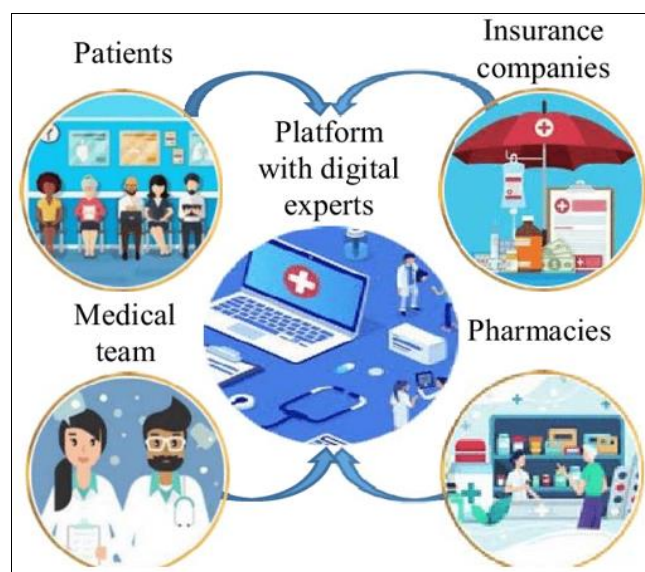 Patients
Insurance
companies
Platform
with digital
experts
Medical
team
Pharmacies